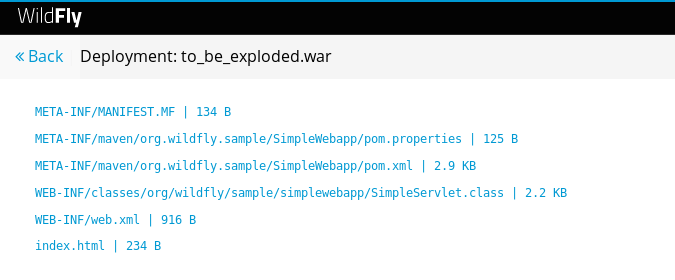 WildFly
« Back Deployment: to_be_exploded.war
META-INF/MANIFEST.MF | 134 B
META-INF/maven/org.wildfly.sample/SimpleWebapp/pom.properties | 125 B
META-INF/maven/org.wildfly.sample/SimpleWebapp/pom.xml | 2.9 KB
WEB-INF/classes/org/wildfly/sample/simplewebapp/SimpleServlet.class | 2.2 KB
WEB-INF/web.xml | 916 B
index.html | 234 B